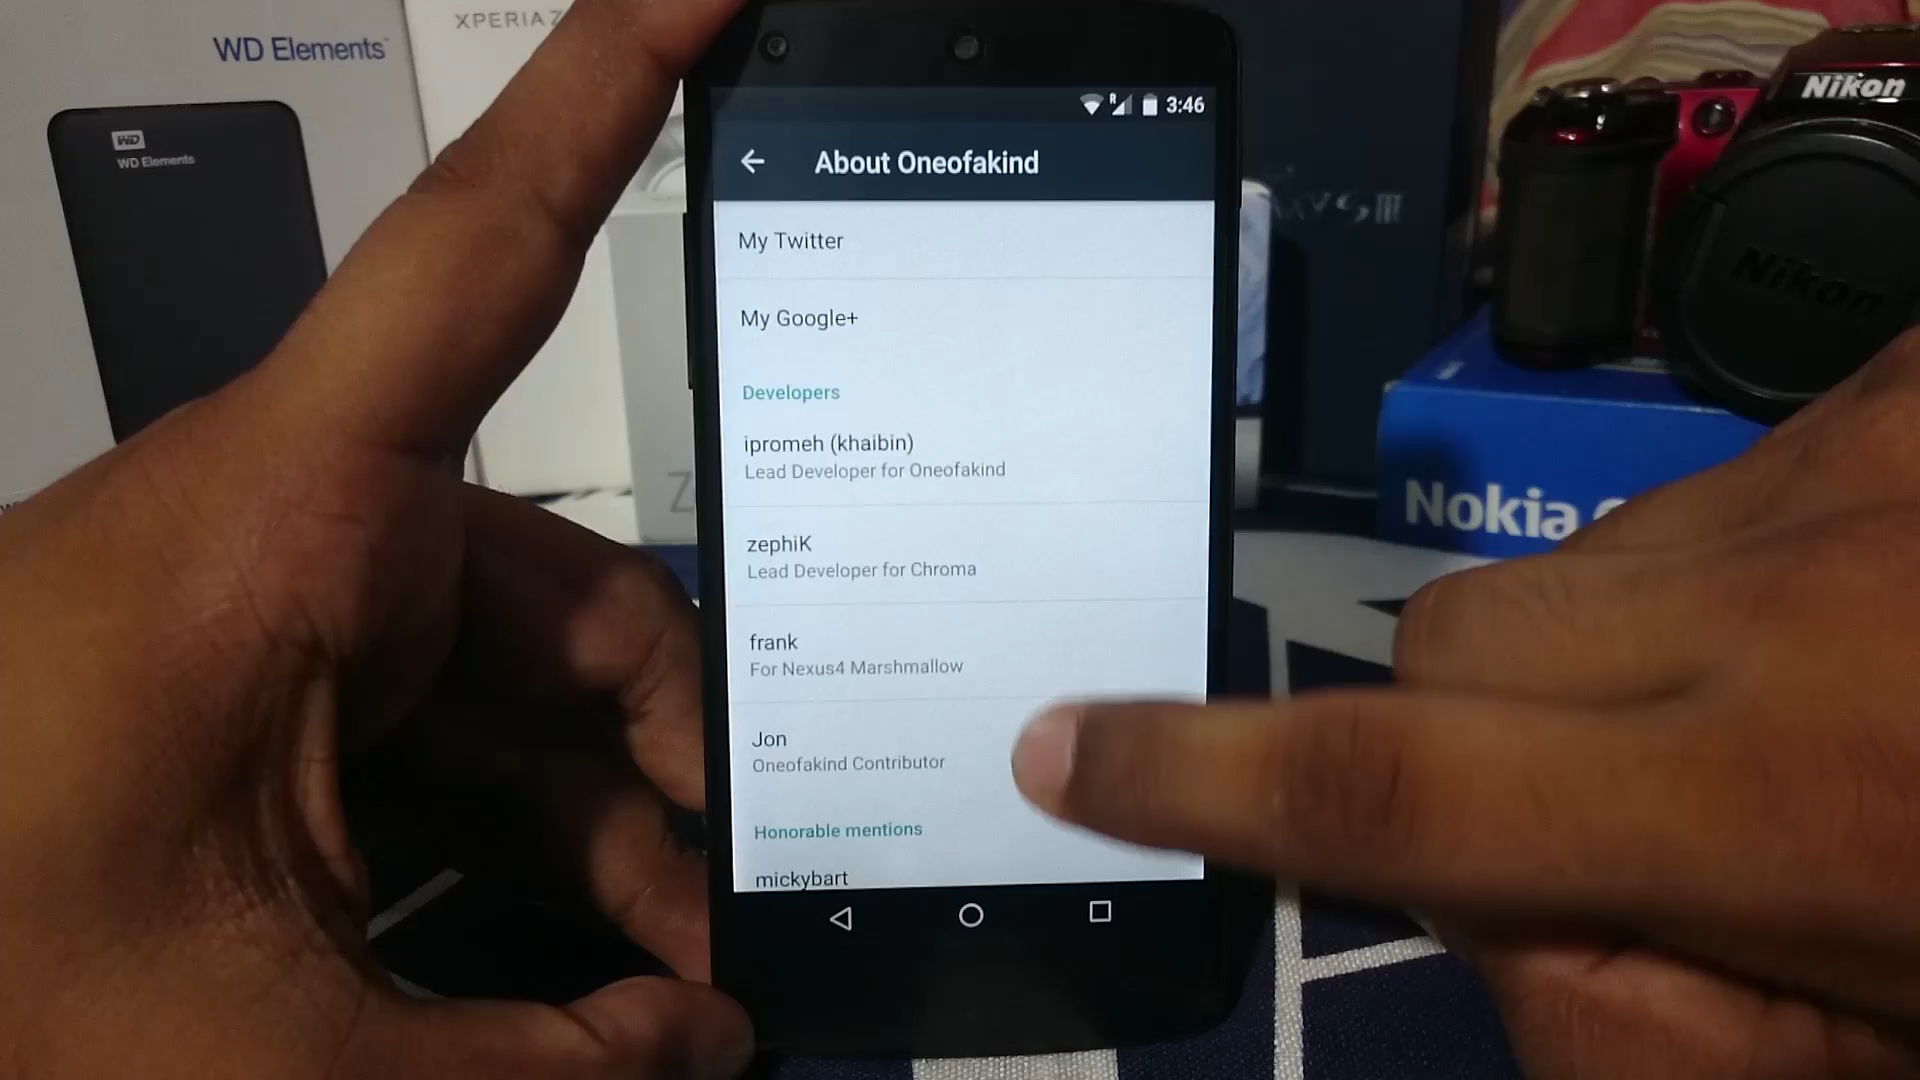 WD Elements
XPERIA Z
WD
WD Elements
R
3:46
About Oneofakind
My Twitter
My Google+
Developers
ipromeh (khaibin)
Lead Developer for Oneofakind
zephiK
Lead Developer for Chroma
frank
For Nexus4 Marshmallow
Jon
Oneofakind Contributor
Honorable mentions
mickybart
Nikon
Nikon
Nokia
Z
S III